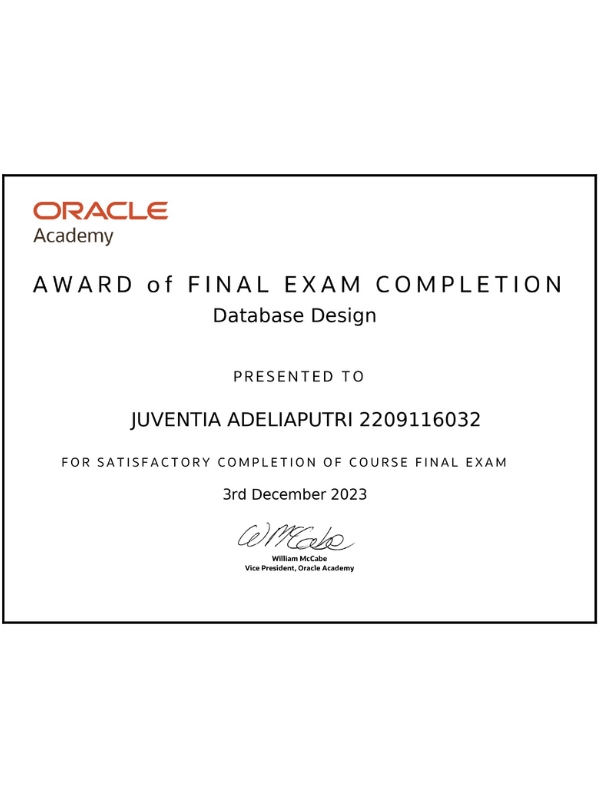 ORACLE
Academy
AWARD of FINAL EXAM COMPLETION
Database Design
PRESENTED TO
JUVENTIA ADELIAPUTRI 2209116032
FOR SATISFACTORY COMPLETION OF COURSE FINAL EXAM
3rd December 2023
WMcCabe
William McCabe
Vice President, Oracle Academy